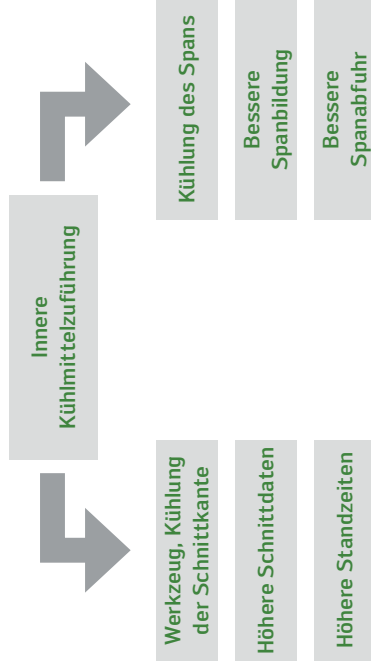 Innere
Kühlmittelzuführung
Werkzeug, Kühlung
der Schnittkante
Höhere Schnittdaten
Höhere Standzeiten
Kühlung des Spans
Bessere
Spanbildung
Bessere
Spanabfuhr